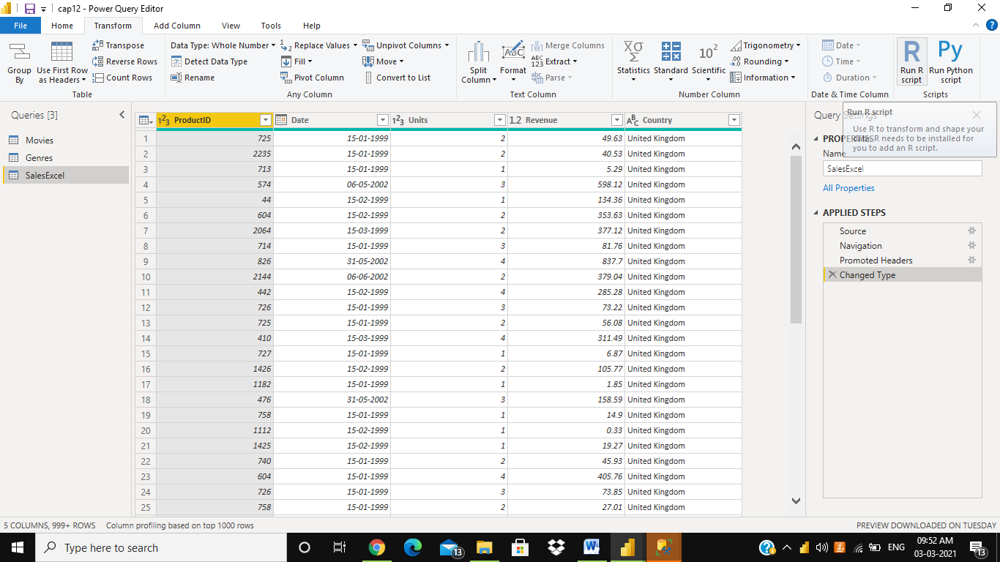 cap12 - Power Query Editor
File Home Transform Add Column View Tools Help
Group By
Use First Row as Headers
Transpose
Reverse Rows
Count Rows
Table
Data Type: Whole Number
Detect Data Type
Rename
Replace Values
Fill
Pivot Column
Unpivot Columns
Move
Convert to List
Any Column
Split Column
Format
Merge Columns
Extract
Parse
Text Column
Statistics
Standard
Scientific
Trigonometry
Rounding
Information
Number Column
Date
Time
Duration
Date & Time Column
Run R script
Run Python script
Scripts
Queries [3]
Movies
Genres
SalesExcel
ProductID Date Units Revenue Country
1 725 15-01-1999 2 49.63 United Kingdom
2 2235 15-01-1999 2 40.53 United Kingdom
3 713 15-01-1999 1 5.29 United Kingdom
4 574 06-05-2002 3 598.12 United Kingdom
5 44 15-02-1999 1 134.36 United Kingdom
6 604 15-02-1999 2 353.63 United Kingdom
7 2064 15-03-1999 2 377.12 United Kingdom
8 714 15-01-1999 3 81.76 United Kingdom
9 826 31-05-2002 4 837.7 United Kingdom
10 2144 06-06-2002 2 379.04 United Kingdom
11 442 15-02-1999 4 285.28 United Kingdom
12 726 15-01-1999 3 73.22 United Kingdom
13 725 15-01-1999 2 56.08 United Kingdom
14 410 15-03-1999 4 311.49 United Kingdom
15 727 15-01-1999 1 6.87 United Kingdom
16 1426 15-02-1999 2 105.77 United Kingdom
17 1182 15-01-1999 1 1.85 United Kingdom
18 476 31-05-2002 3 158.59 United Kingdom
19 758 15-01-1999 1 14.9 United Kingdom
20 1112 15-02-1999 1 0.33 United Kingdom
21 1425 15-02-1999 1 19.27 United Kingdom
22 740 15-01-1999 2 45.93 United Kingdom
23 604 15-01-1999 4 405.76 United Kingdom
24 726 15-01-1999 3 73.85 United Kingdom
25 758 15-01-1999 2 27.01 United Kingdom
Query Settings
Run R script
Use R to transform and shape your
data. R needs to be installed for
you to add an R script.
PROPERTIES
Name
SalesExcel
All Properties
APPLIED STEPS
Source
Navigation
Promoted Headers
Changed Type
5 COLUMNS, 999+ ROWS Column profiling based on top 1000 rows
PREVIEW DOWNLOADED ON TUESDAY
Type here to search
13
ENG
09:52 AM
03-03-2021
13